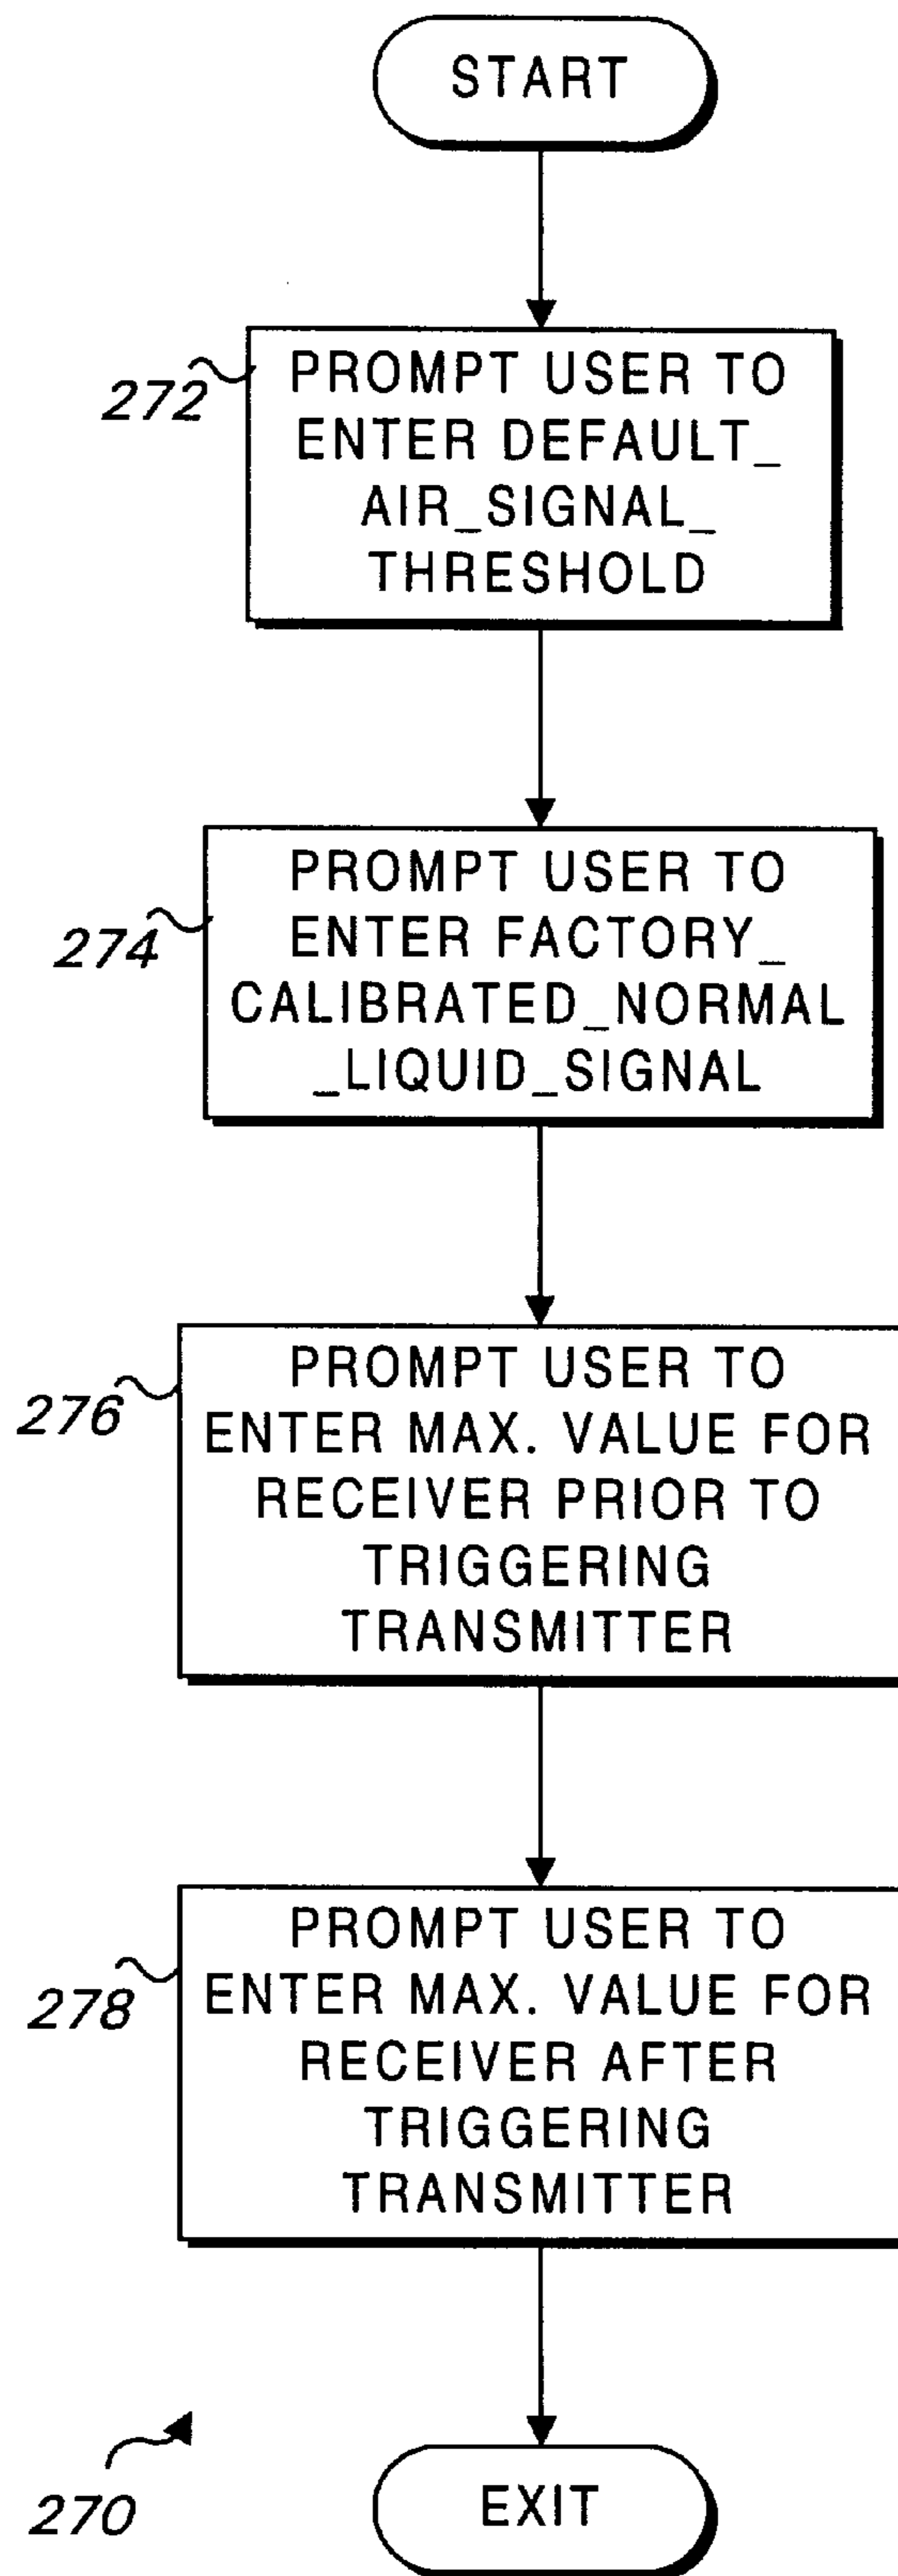 START
272
PROMPT USER TO
ENTER DEFAULT_
AIR_SIGNAL_
THRESHOLD
274
PROMPT USER TO
ENTER FACTORY_
CALIBRATED_NORMAL
_LIQUID_SIGNAL
276
PROMPT USER TO
ENTER MAX. VALUE FOR
RECEIVER PRIOR TO
TRIGGERING
TRANSMITTER
278
PROMPT USER TO
ENTER MAX. VALUE FOR
RECEIVER AFTER
TRIGGERING
TRANSMITTER
270
EXIT